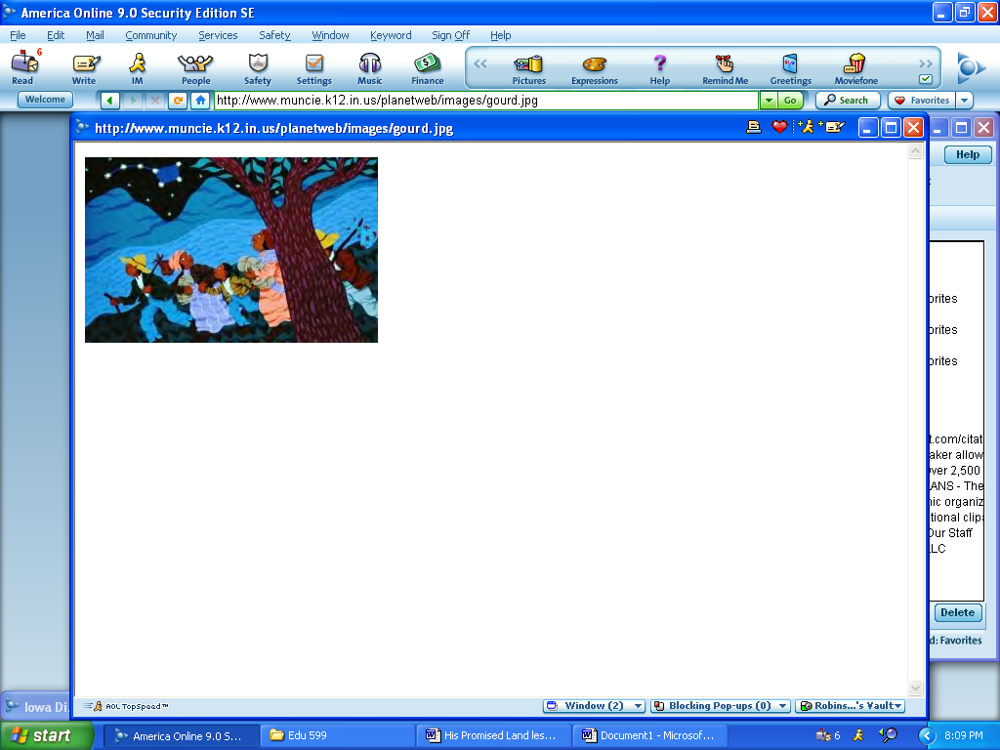 America Online 9.0 Security Edition SE
File Edit Mail Community Services Safety Window Keyword Sign Off Help
6
Read Write IM People Safety Settings Music Finance Pictures Expressions Help Remind Me Greetings Moviefone
Welcome http://www.muncie.k12.in.us/planetweb/images/gourd.jpg Go Search Favorites
http://www.muncie.k12.in.us/planetweb/images/gourd.jpg
Help
orites
orites
orites
t.com/citat
aker allow
ver 2,500
ANS - The
ic organiz
tional clipa
Our Staff
LLC
Delete
d: Favorites
Iowa Di
AOL TopSpeed™ Window (2) Blocking Pop-ups (0) Robins...'s Vault
start America Online 9.0 S... Edu 599 His Promised Land les... Document1 - Microsof... 6 8:09 PM